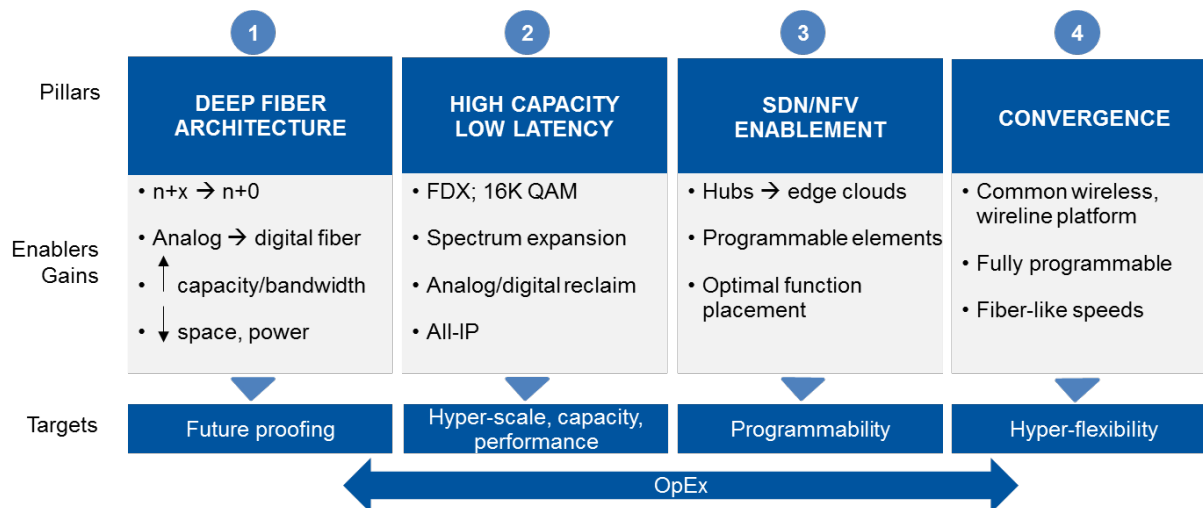 1
2
3
4
Pillars
DEEP FIBER
ARCHITECTURE
HIGH CAPACITY
LOW LATENCY
SDN/NFV
ENABLEMENT
CONVERGENCE
Enablers
Gains
• n+x → n+0
• Analog → digital fiber
• ↑ capacity/bandwidth
• ↓ space, power
• FDX; 16K QAM
• Spectrum expansion
• Analog/digital reclaim
• All-IP
• Hubs → edge clouds
• Programmable elements
• Optimal function
placement
• Common wireless,
wireline platform
• Fully programmable
• Fiber-like speeds
Targets
Future proofing
Hyper-scale, capacity,
performance
Programmability
Hyper-flexibility
OpEx